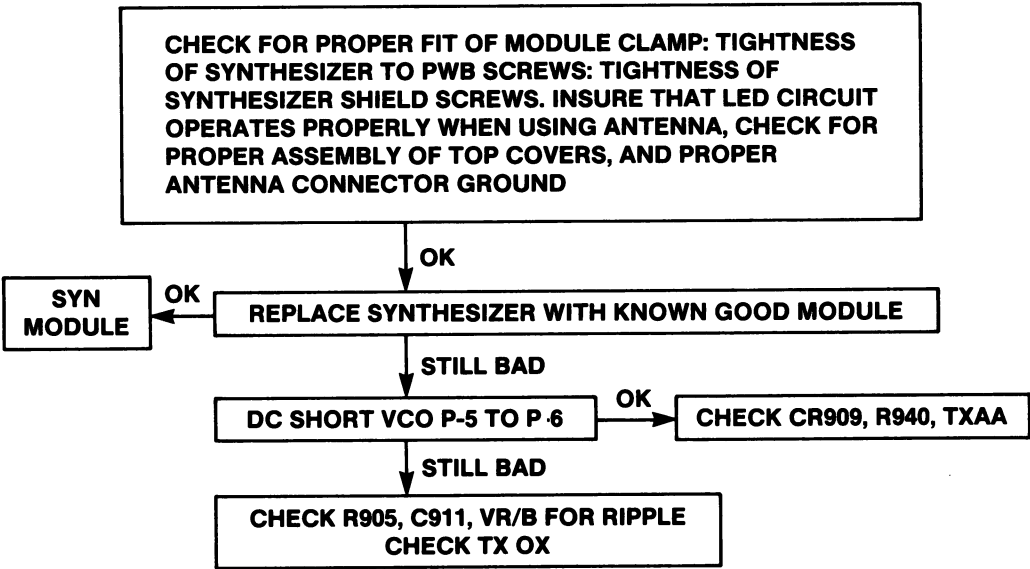 CHECK FOR PROPER FIT OF MODULE CLAMP: TIGHTNESS
OF SYNTHESIZER TO PWB SCREWS: TIGHTNESS OF
SYNTHESIZER SHIELD SCREWS. INSURE THAT LED CIRCUIT
OPERATES PROPERLY WHEN USING ANTENNA, CHECK FOR
PROPER ASSEMBLY OF TOP COVERS, AND PROPER
ANTENNA CONNECTOR GROUND
OK
SYN
MODULE
OK
REPLACE SYNTHESIZER WITH KNOWN GOOD MODULE
STILL BAD
DC SHORT VCO P-5 TO P-6
OK
CHECK CR909, R940, TXAA
STILL BAD
CHECK R905, C911, VR/B FOR RIPPLE
CHECK TX OX